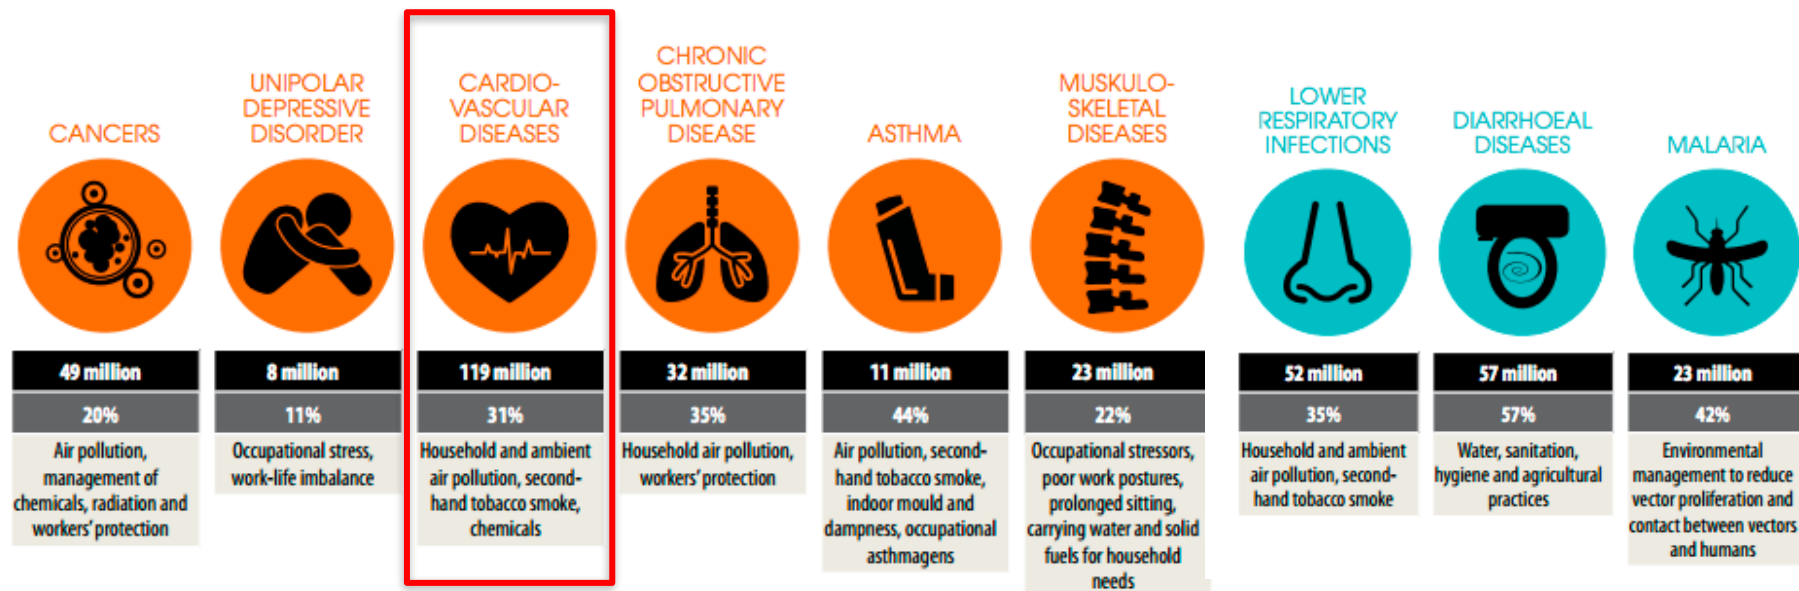 CANCERS
UNIPOLAR
DEPRESSIVE
DISORDER
CARDIO-
VASCULAR
DISEASES
CHRONIC
OBSTRUCTIVE
PULMONARY
DISEASE
ASTHMA
MUSKULO-
SKELETAL
DISEASES
LOWER
RESPIRATORY
INFECTIONS
DIARRHOEAL
DISEASES
MALARIA
49 million
8 million
119 million
32 million
11 million
23 million
52 million
57 million
23 million
20%
11%
31%
35%
44%
22%
35%
57%
42%
Air pollution,
management of
chemicals, radiation and
workers' protection
Occupational stress,
work-life imbalance
Household and ambient
air pollution, second-
hand tobacco smoke,
chemicals
Household air pollution,
workers' protection
Air pollution, second-
hand tobacco smoke,
indoor mould and
dampness, occupational
asthmagens
Occupational stressors,
poor work postures,
prolonged sitting,
carrying water and solid
fuels for household
needs
Household and ambient
air pollution, second-
hand tobacco smoke
Water, sanitation,
hygiene and agricultural
practices
Environmental
management to reduce
vector proliferation and
contact between vectors
and humans